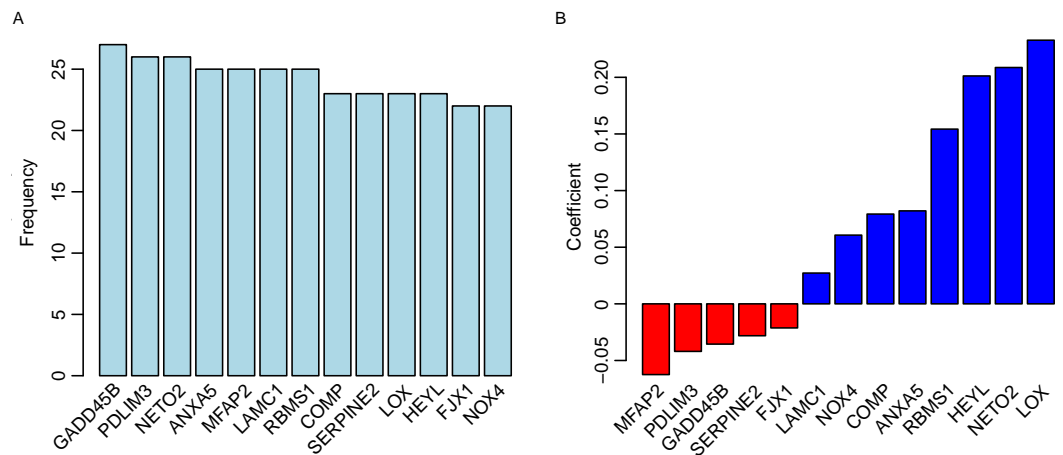 A
Frequency
25
20
15
10
5
0
GADD45B
PDLIM3
NETO2
ANXA5
MFAP2
LAMC1
RBMS1
COMP
SERPINE2
LOX
HEYL
FJX1
NOX4
B
Coefficient
0.20
0.15
0.10
0.05
0
−0.05
MFAP2
PDLIM3
GADD45B
SERPINE2
FJX1
LAMC1
NOX4
COMP
ANXA5
RBMS1
HEYL
NETO2
LOX